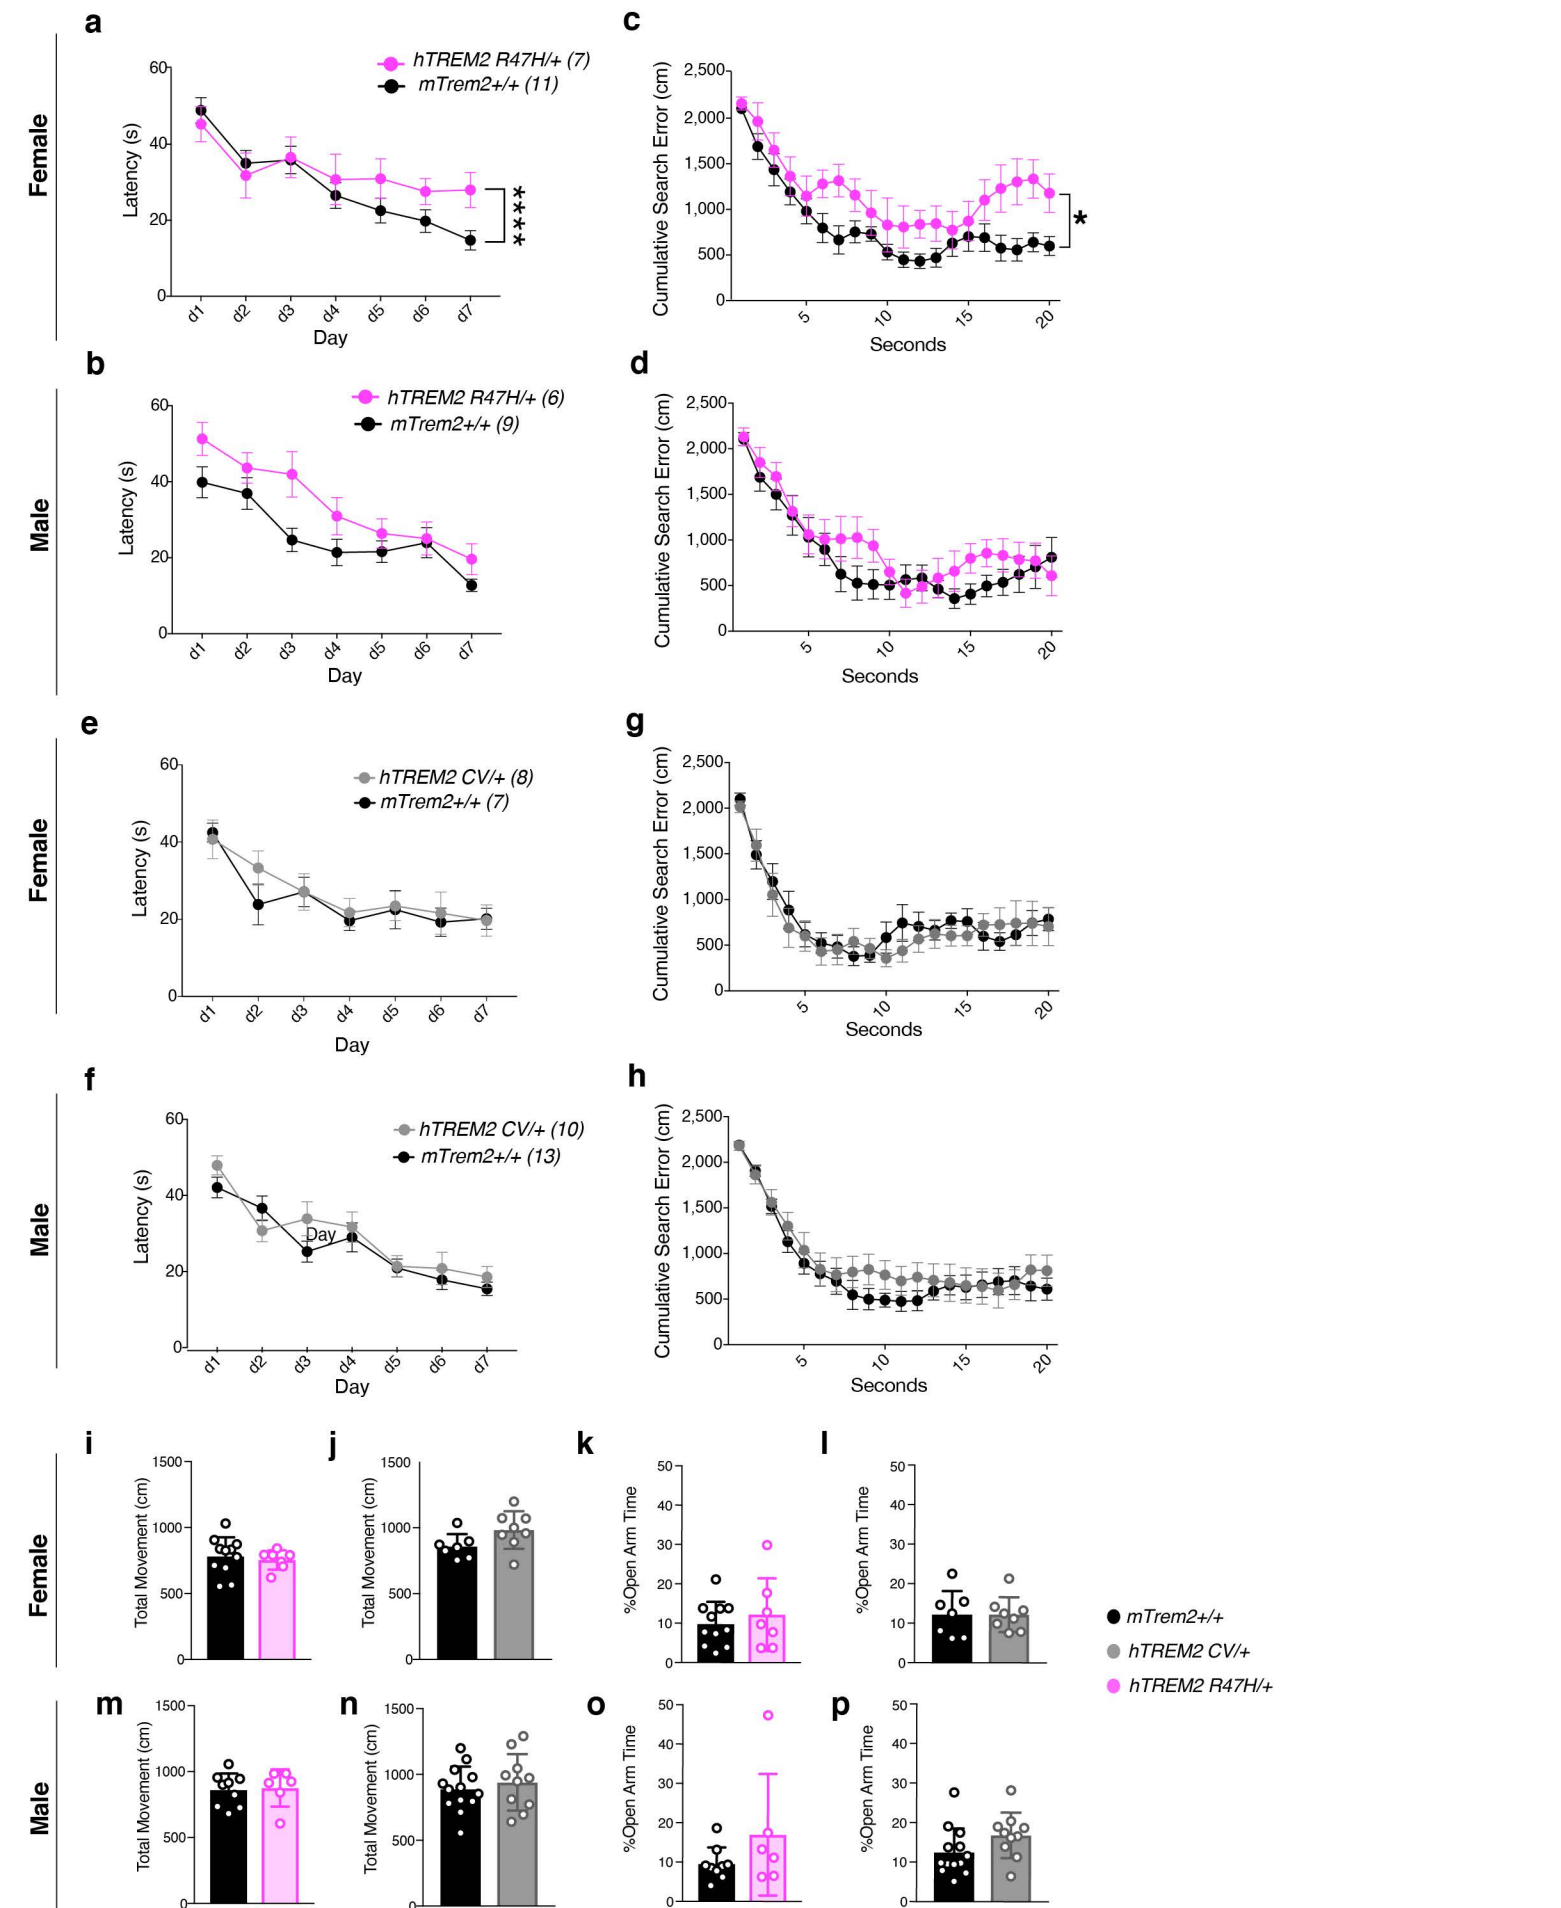 a
Female
hTREM2 R47H/+ (7)
mTrem2+/+ (11)
Latency (s)
60
40
20
0
****
d1 d2 d3 d4 d5 d6 d7
Day
c
Cumulative Search Error (cm)
2,500
2,000
1,500
1,000
500
0
*
5 10 15 20
Seconds
b
Male
hTREM2 R47H/+ (6)
mTrem2+/+ (9)
Latency (s)
60
40
20
0
d1 d2 d3 d4 d5 d6 d7
Day
d
Cumulative Search Error (cm)
2,500
2,000
1,500
1,000
500
0
5 10 15 20
Seconds
e
Female
hTREM2 CV/+ (8)
mTrem2+/+ (7)
Latency (s)
60
40
20
0
d1 d2 d3 d4 d5 d6 d7
Day
g
Cumulative Search Error (cm)
2,500
2,000
1,500
1,000
500
0
5 10 15 20
Seconds
f
Male
hTREM2 CV/+ (10)
mTrem2+/+ (13)
Latency (s)
60
40
20
0
Day
d1 d2 d3 d4 d5 d6 d7
Day
h
Cumulative Search Error (cm)
2,500
2,000
1,500
1,000
500
0
5 10 15 20
Seconds
Female
i
Total Movement (cm)
1500
1000
500
0
j
Total Movement (cm)
1500
1000
500
0
k
%Open Arm Time
50
40
30
20
10
0
l
%Open Arm Time
50
40
30
20
10
0
mTrem2+/+
hTREM2 CV/+
hTREM2 R47H/+
Male
m
Total Movement (cm)
1500
1000
500
0
n
Total Movement (cm)
1500
1000
500
0
o
%Open Arm Time
50
40
30
20
10
0
p
%Open Arm Time
50
40
30
20
10
0